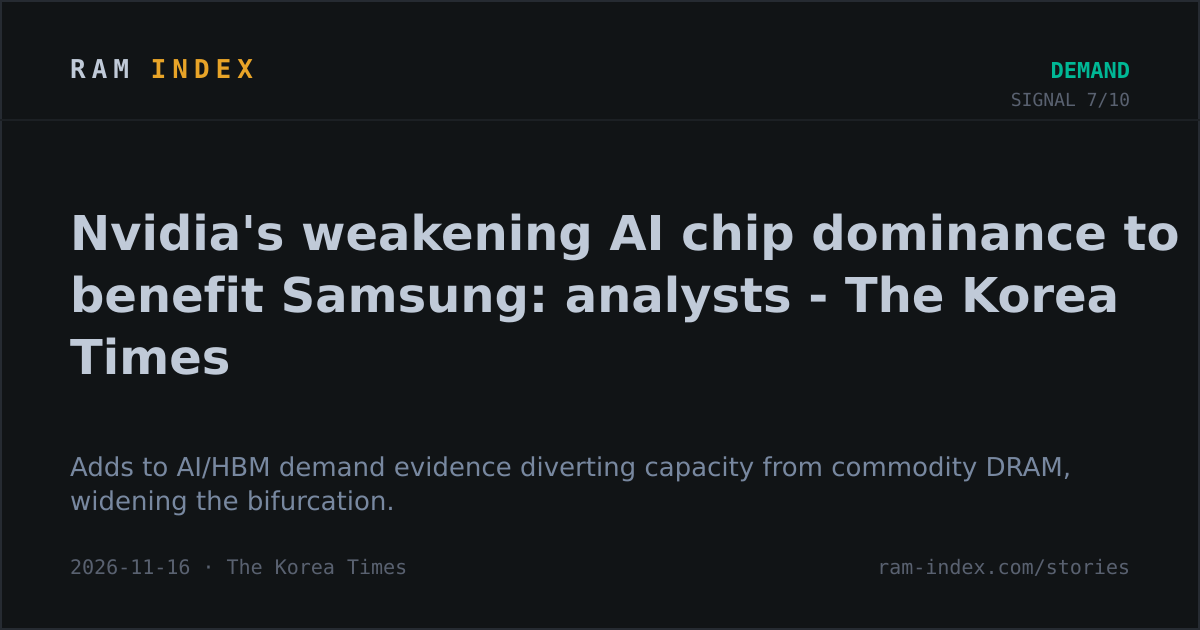 RAM INDEX
DEMAND
SIGNAL 7/10
Nvidia's weakening AI chip dominance to
benefit Samsung: analysts - The Korea
Times
Adds to AI/HBM demand evidence diverting capacity from commodity DRAM,
widening the bifurcation.
2026-11-16 · The Korea Times
ram-index.com/stories